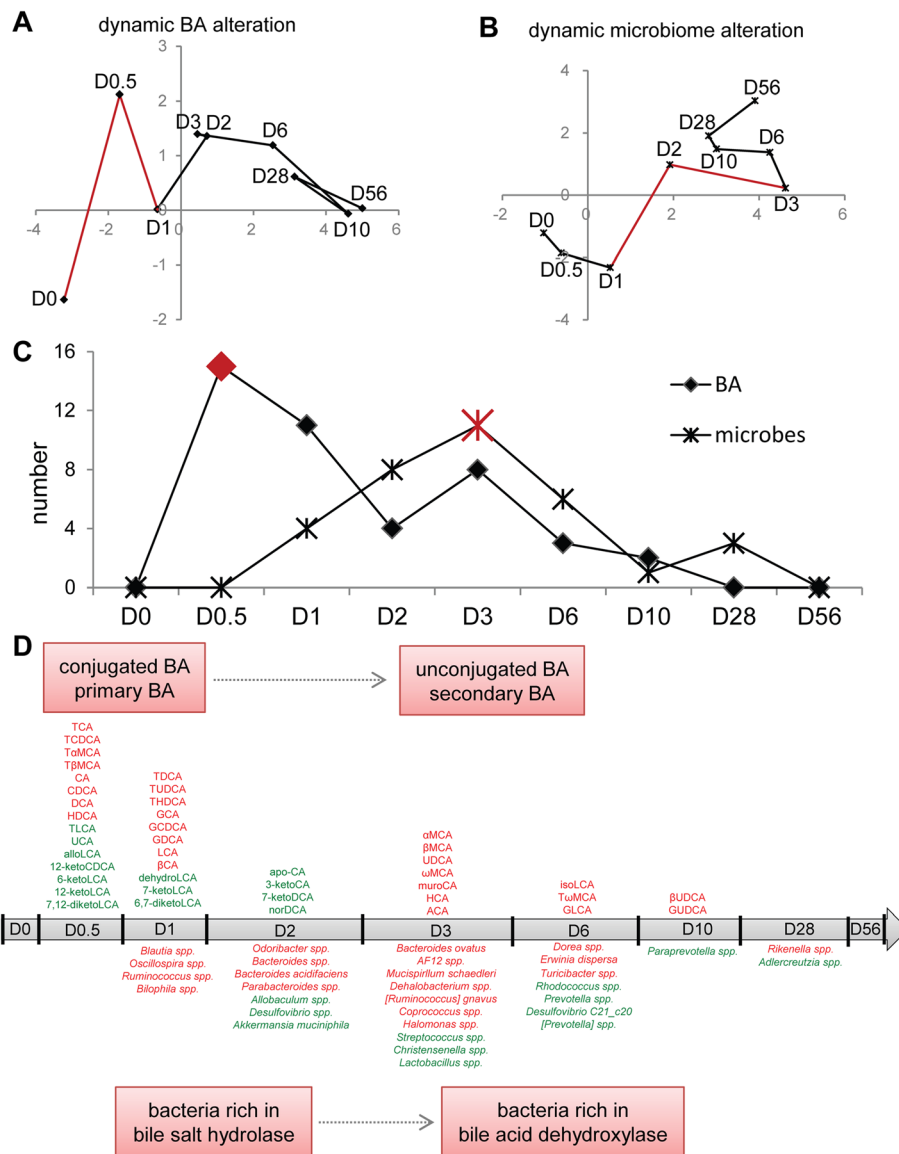 A
dynamic BA alteration
3
2
1
0
-1
-2
-4
-2
0
2
4
6
D0.5
D3
D2
D6
D28
D56
D1
D10
D0
B
dynamic microbiome alteration
4
2
0
-2
-4
-2
0
2
4
6
D56
D28
D6
D2
D10
D3
D0
D0.5
D1
C
number
16
12
8
4
0
BA
microbes
D0 D0.5 D1 D2 D3 D6 D10 D28 D56
D
conjugated BA
primary BA
unconjugated BA
secondary BA
TCA
TCDCA
TαMCA
TβMCA
CA
CDCA
DCA
HDCA
TLCA
UCA
alloLCA
12-ketoCDCA
6-ketoLCA
12-ketoLCA
7,12-diketoLCA
TDCA
TUDCA
THDCA
GCA
GCDCA
GDCA
LCA
βCA
dehydroLCA
7-ketoLCA
6,7-diketoLCA
apo-CA
3-ketoCA
7-ketoDCA
norDCA
αMCA
βMCA
UDCA
ωMCA
muroCA
HCA
ACA
isoLCA
TωMCA
GLCA
βUDCA
GUDCA
D0 D0.5 D1 D2 D3 D6 D10 D28 D56
Blautia spp.
Oscillospira spp.
Ruminococcus spp.
Bilophila spp.
Odoribacter spp.
Bacteroides spp.
Bacteroides acidifaciens
Parabacteroides spp.
Allobaculum spp.
Desulfovibrio spp.
Akkermansia muciniphila
Bacteroides ovatus
AF12 spp.
Mucispirllum schaedleri
Dehalobacterium spp.
[Ruminococcus] gnavus
Coprococcus spp.
Halomonas spp.
Streptococcus spp.
Christensenella spp.
Lactobacillus spp.
Dorea spp.
Erwinia dispersa
Turicibacter spp.
Rhodococcus spp.
Prevotella spp.
Desulfovibrio C21_c20
[Prevotella] spp.
Paraprevotella spp.
Rikenella spp.
Adlercreutzia spp.
bacteria rich in
bile salt hydrolase
bacteria rich in
bile acid dehydroxylase